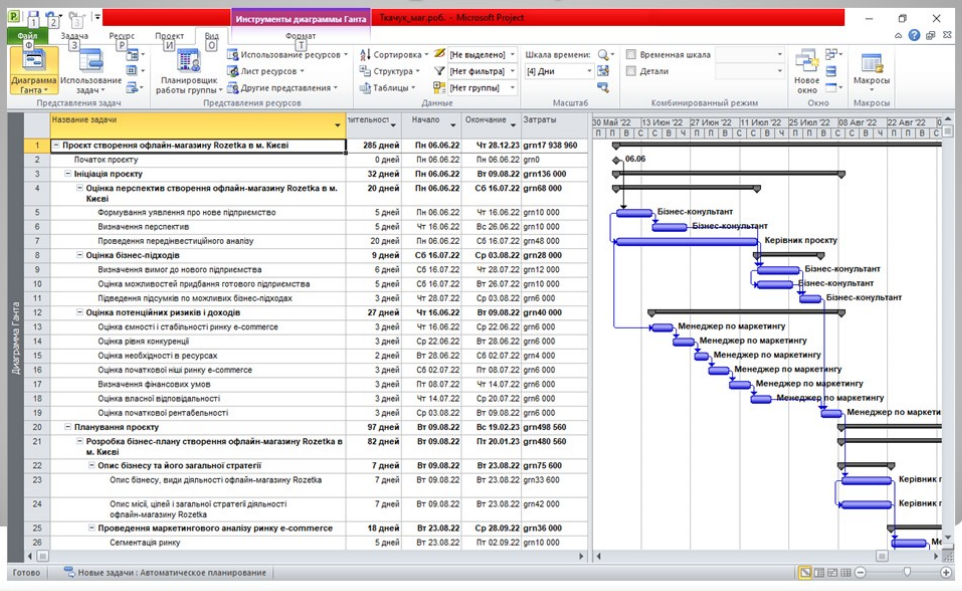 Инструменты диаграммы Ганта
Ткачук_маг.роб. - Microsoft Project
1 2 3
Файл Задача Ресурс Проект Вид Формат
Ф З Р И О Т
Диаграмма Ганта
Использование задач
Планировщик работы группы
Использование ресурсов
Лист ресурсов
Другие представления
Сортировка
Структура
Таблицы
[Не выделено]
[Нет фильтра]
[Нет группы]
Шкала времени:
[4] Дни
Временная шкала
Детали
Новое окно
Макросы
Представления задач Представления ресурсов Данные Масштаб Комбинированный режим Окно Макросы
Название задачи Начало Окончание Затраты
30 Май '22 13 Июн '22 27 Июн '22 11 Июл '22 25 Июл '22 08 Авг '22 22 Авг '22
П П В С С В Ч П П В С С В Ч П П В С С В Ч П П В С
1 Проєкт створення офлайн-магазину Rozetka в м. Києві 285 дней Пн 06.06.22 Чт 28.12.23 grn17 938 960
2 Початок проєкту 0 дней Пн 06.06.22 Пн 06.06.22 grn0
3 Ініціація проєкту 32 дней Пн 06.06.22 Вт 09.08.22 grn136 000
4 Оцінка перспектив створення офлайн-магазину Rozetka в м. Києві 20 дней Пн 06.06.22 Сб 16.07.22 grn68 000
5 Формування уявлення про нове підприємство 5 дней Пн 06.06.22 Чт 16.06.22 grn10 000
6 Визначення перспектив 5 дней Чт 16.06.22 Вс 26.06.22 grn10 000
7 Проведення передінвестиційного аналізу 20 дней Пн 06.06.22 Сб 16.07.22 grn48 000
8 Оцінка бізнес-підходів 9 дней Сб 16.07.22 Ср 03.08.22 grn28 000
9 Визначення вимог до нового підприємства 6 дней Сб 16.07.22 Чт 28.07.22 grn12 000
10 Оцінка можливостей придбання готового підприємства 5 дней Сб 16.07.22 Вт 26.07.22 grn10 000
11 Підведення підсумків по можливих бізнес-підходах 3 дней Чт 28.07.22 Ср 03.08.22 grn6 000
12 Оцінка потенційних ризиків і доходів 27 дней Чт 16.06.22 Вт 09.08.22 grn40 000
13 Оцінка ємності і стабільності ринку e-commerce 3 дней Чт 16.06.22 Ср 22.06.22 grn6 000
14 Оцінка рівня конкуренції 3 дней Ср 22.06.22 Вт 28.06.22 grn6 000
15 Оцінка необхідності в ресурсах 2 дней Вт 28.06.22 Сб 02.07.22 grn4 000
16 Оцінка початкової ніші ринку e-commerce 3 дней Сб 02.07.22 Пт 08.07.22 grn6 000
17 Визначення фінансових умов 3 дней Пт 08.07.22 Чт 14.07.22 grn6 000
18 Оцінка власної відповідальності 3 дней Чт 14.07.22 Ср 20.07.22 grn6 000
19 Оцінка початкової рентабельності 3 дней Ср 03.08.22 Вт 09.08.22 grn6 000
20 Планування проєкту 97 дней Вт 09.08.22 Вс 19.02.23 grn498 560
21 Розробка бізнес-плану створення офлайн-магазину Rozetka в м. Києві 82 дней Вт 09.08.22 Пт 20.01.23 grn480 560
22 Опис бізнесу та його загальної стратегії 7 дней Вт 09.08.22 Вт 23.08.22 grn75 600
23 Опис бізнесу, види діяльності офлайн-магазину Rozetka 7 дней Вт 09.08.22 Вт 23.08.22 grn33 600
24 Опис місії, цілей і загальної стратегії діяльності офлайн-магазину Rozetka 7 дней Вт 09.08.22 Вт 23.08.22 grn42 000
25 Проведення маркетингового аналізу ринку e-commerce 18 дней Вт 23.08.22 Ср 28.09.22 grn36 000
26 Сегментація ринку 5 дней Вт 23.08.22 Пт 02.09.22 grn10 000
06.06
Бізнес-конультант
Бізнес-конультант
Керівник проєкту
Бізнес-конультант
Бізнес-конультант
Бізнес-конультант
Менеджер по маркетингу
Менеджер по маркетингу
Менеджер по маркетингу
Менеджер по маркетингу
Менеджер по маркетингу
Менеджер по маркетингу
Менеджер по маркети
Керівник
Керівник
Диаграмма Ганта
Готово Новые задачи : Автоматическое планирование